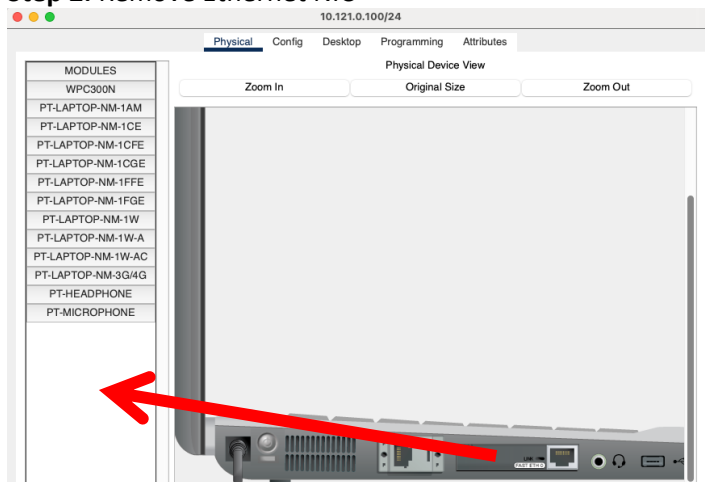 Step 2: Remove Ethernet NIC
10.121.0.100/24
Physical Config Desktop Programming Attributes
MODULES
WPC300N
PT-LAPTOP-NM-1AM
PT-LAPTOP-NM-1CE
PT-LAPTOP-NM-1CFE
PT-LAPTOP-NM-1CGE
PT-LAPTOP-NM-1FFE
PT-LAPTOP-NM-1FGE
PT-LAPTOP-NM-1W
PT-LAPTOP-NM-1W-A
PT-LAPTOP-NM-1W-AC
PT-LAPTOP-NM-3G/4G
PT-HEADPHONE
PT-MICROPHONE
Physical Device View
Zoom In Original Size Zoom Out
LINK
FAST ETH 0